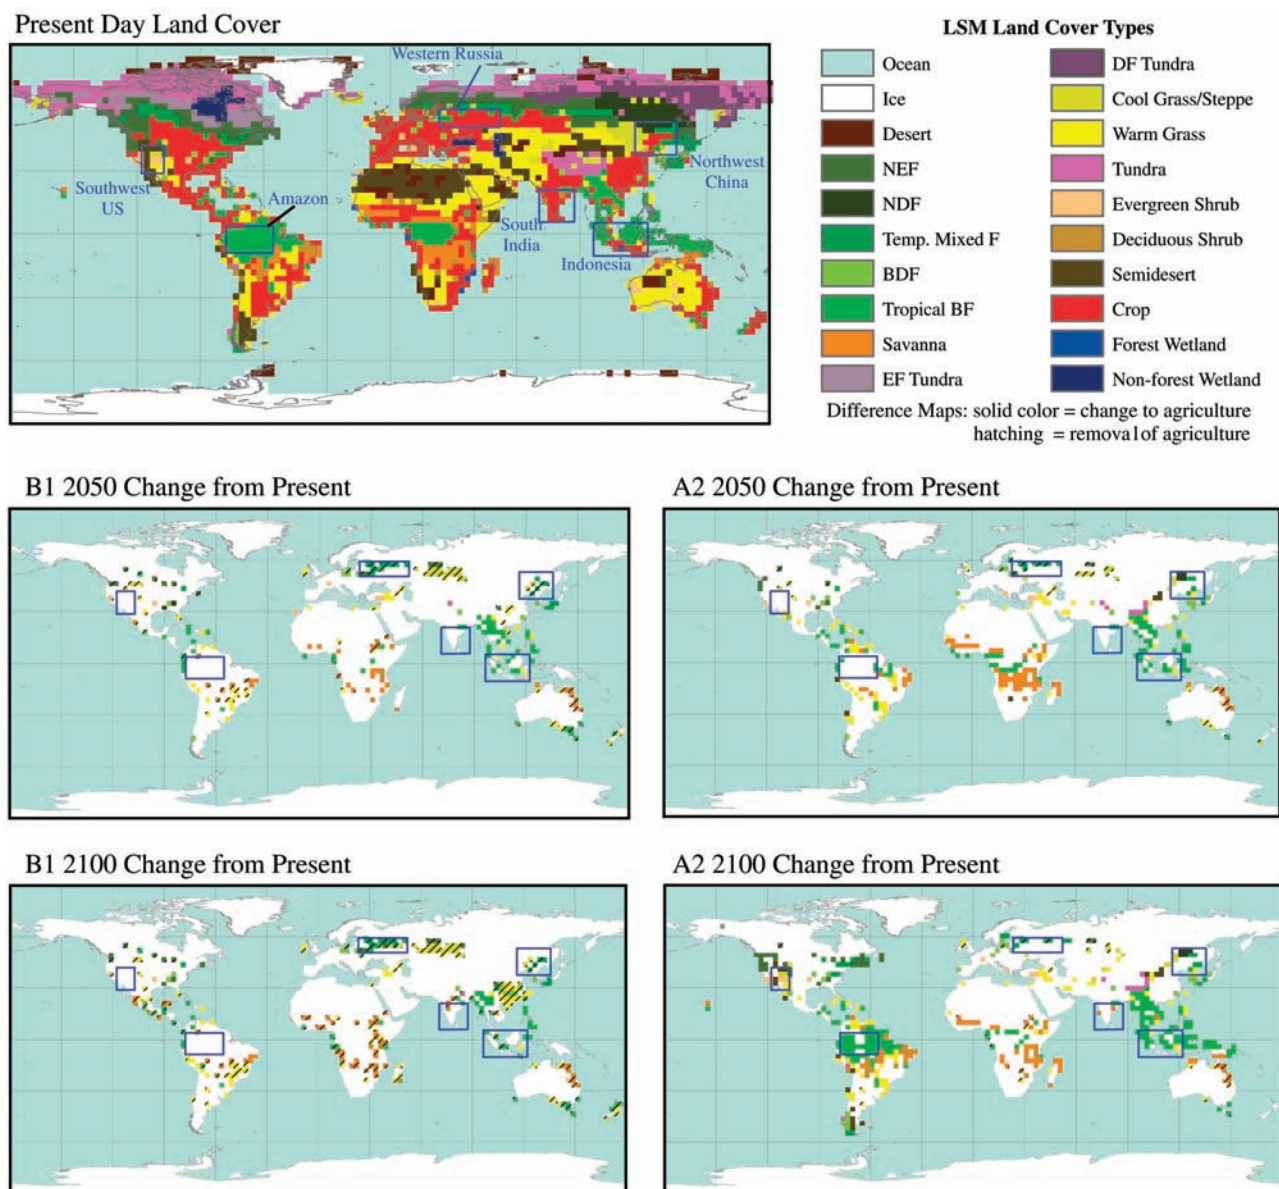 Present Day Land Cover
Western Russia
Southwest
US
Amazon
South
India
Indonesia
Northwest
China
LSM Land Cover Types
Ocean
Ice
Desert
NEF
NDF
Temp. Mixed F
BDF
Tropical BF
Savanna
EF Tundra
DF Tundra
Cool Grass/Steppe
Warm Grass
Tundra
Evergreen Shrub
Deciduous Shrub
Semidesert
Crop
Forest Wetland
Non-forest Wetland
Difference Maps: solid color = change to agriculture
hatching = removal of agriculture
B1 2050 Change from Present
A2 2050 Change from Present
B1 2100 Change from Present
A2 2100 Change from Present